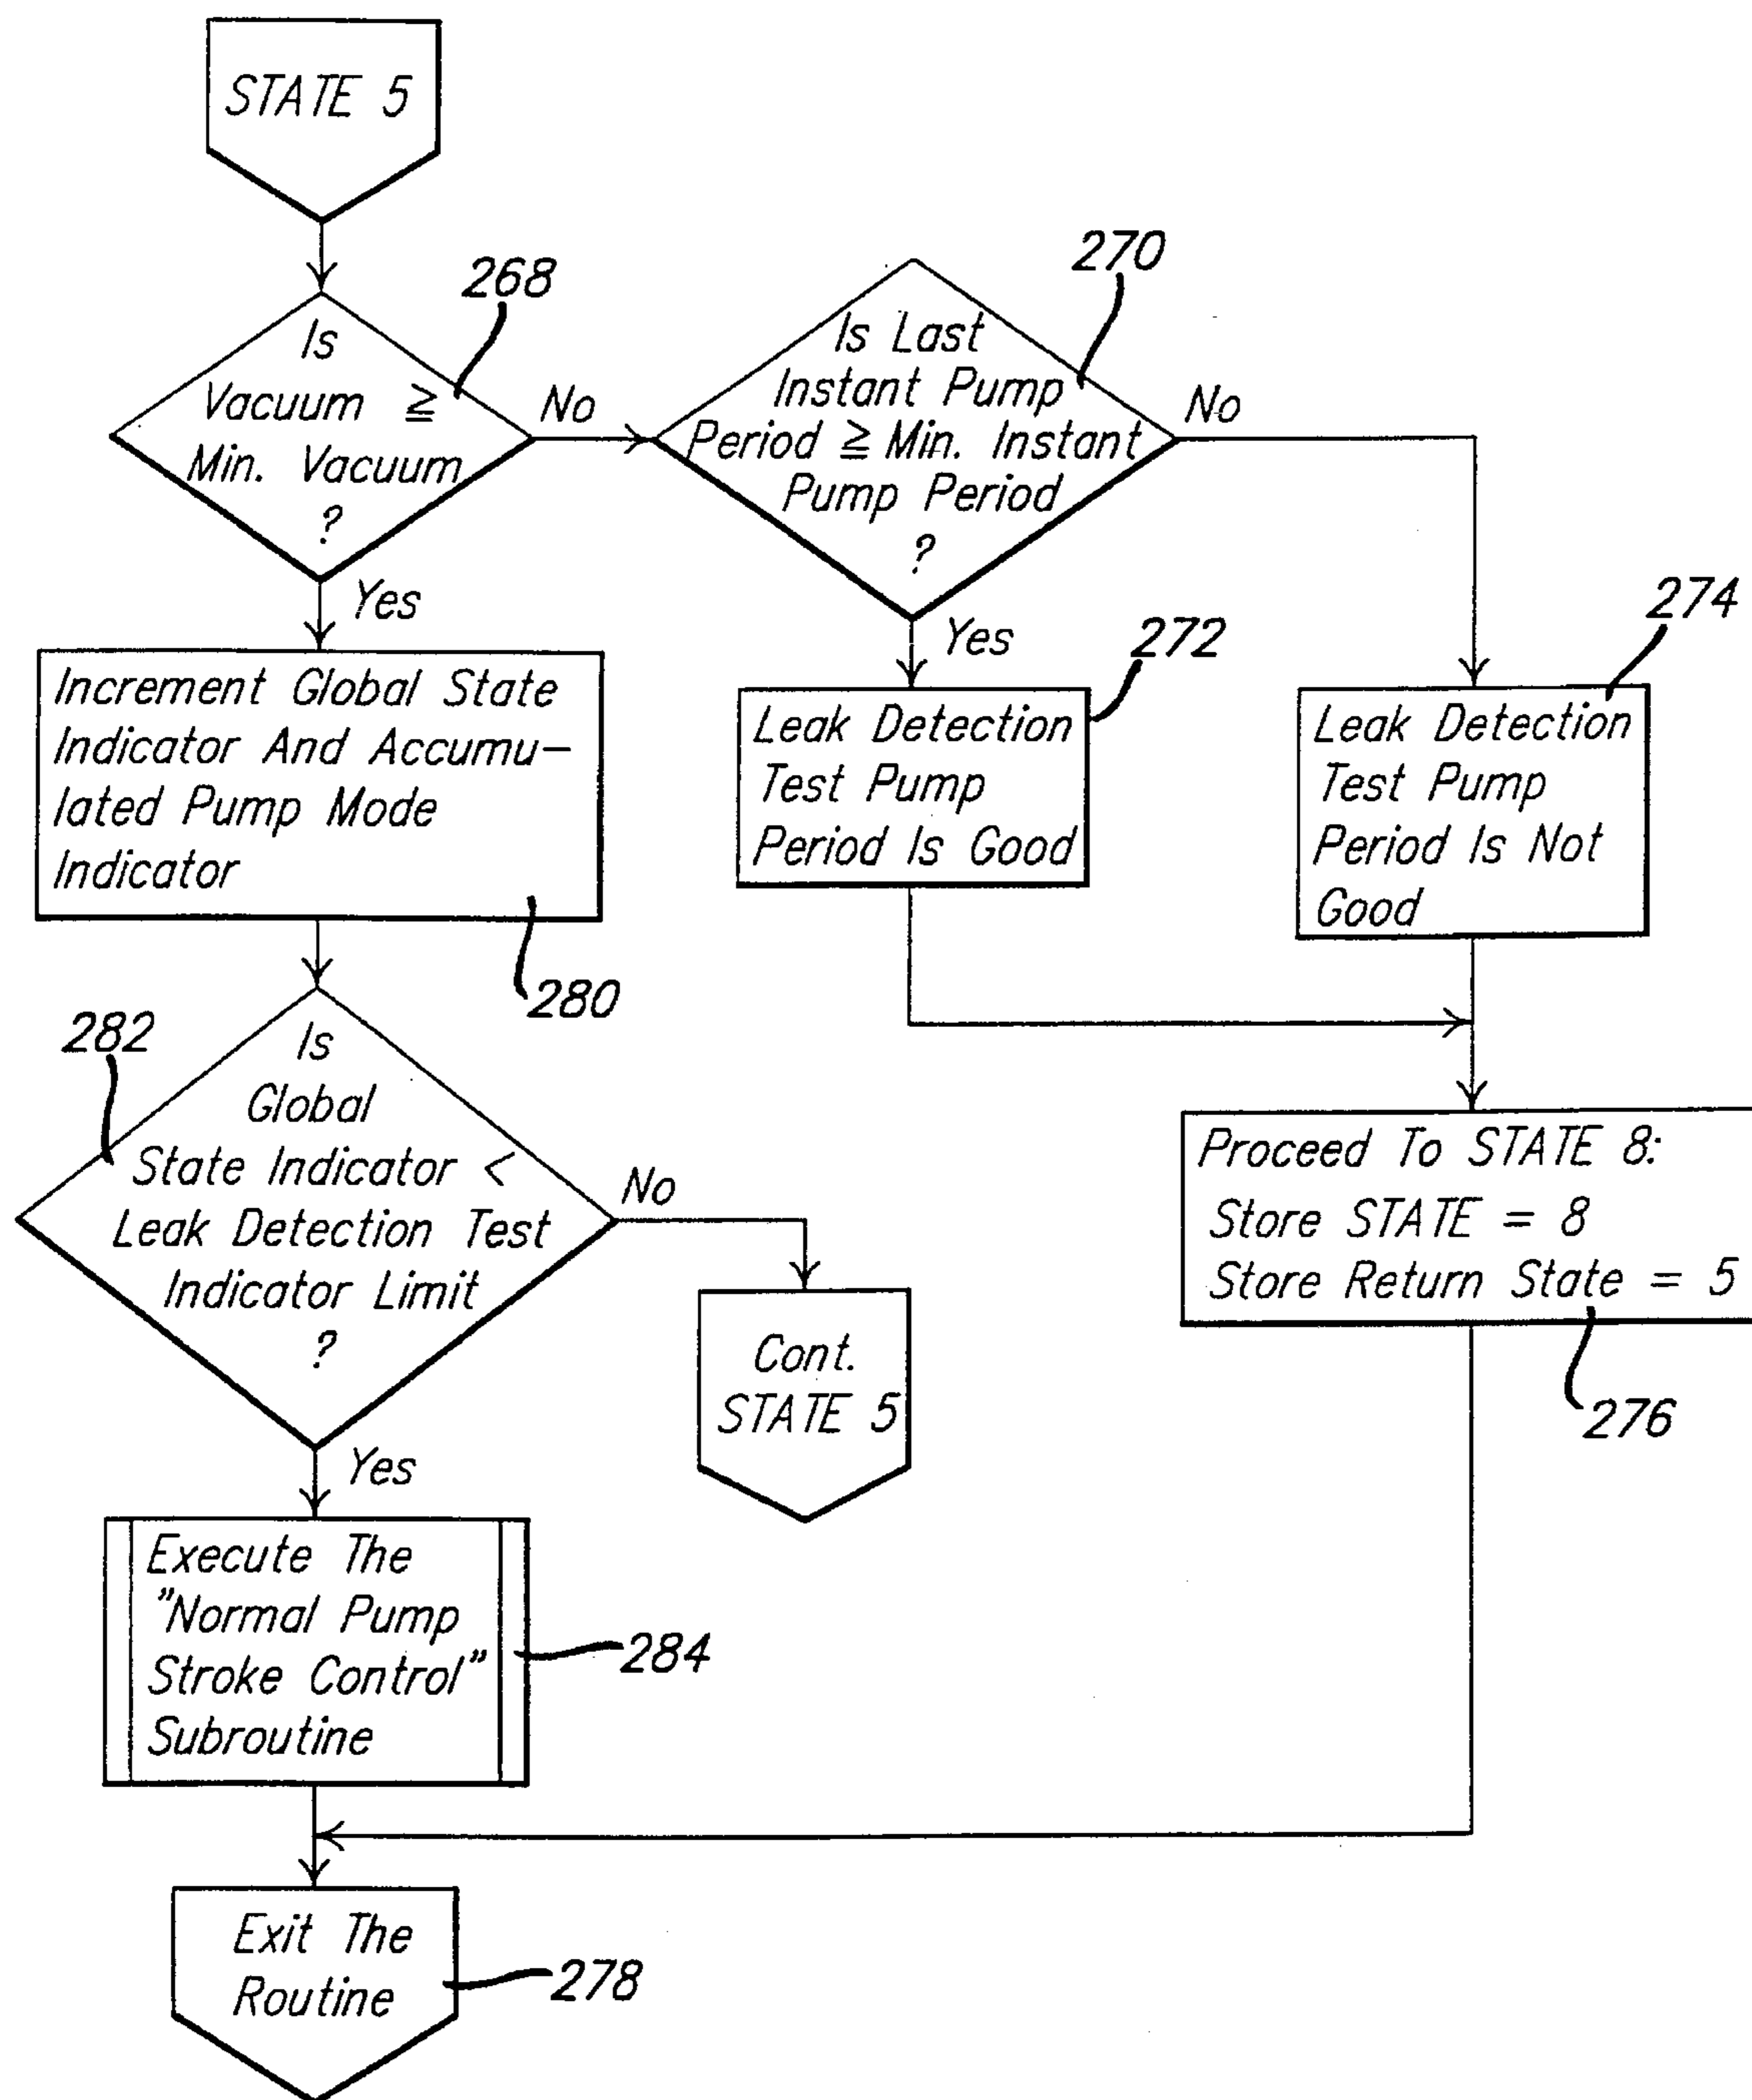 STATE 5
268
Is
Vacuum ≧
Min. Vacuum
?
No
Yes
270
Is Last
Instant Pump
Period ≧ Min. Instant
Pump Period
?
No
Yes
272
Leak Detection
Test Pump
Period Is Good
274
Leak Detection
Test Pump
Period Is Not
Good
Increment Global State
Indicator And Accumu-
lated Pump Mode
Indicator
280
282
Is
Global
State Indicator <
Leak Detection Test
Indicator Limit
?
No
Yes
Cont.
STATE 5
Proceed To STATE 8:
Store STATE = 8
Store Return State = 5
276
Execute The
"Normal Pump
Stroke Control"
Subroutine
284
Exit The
Routine
278